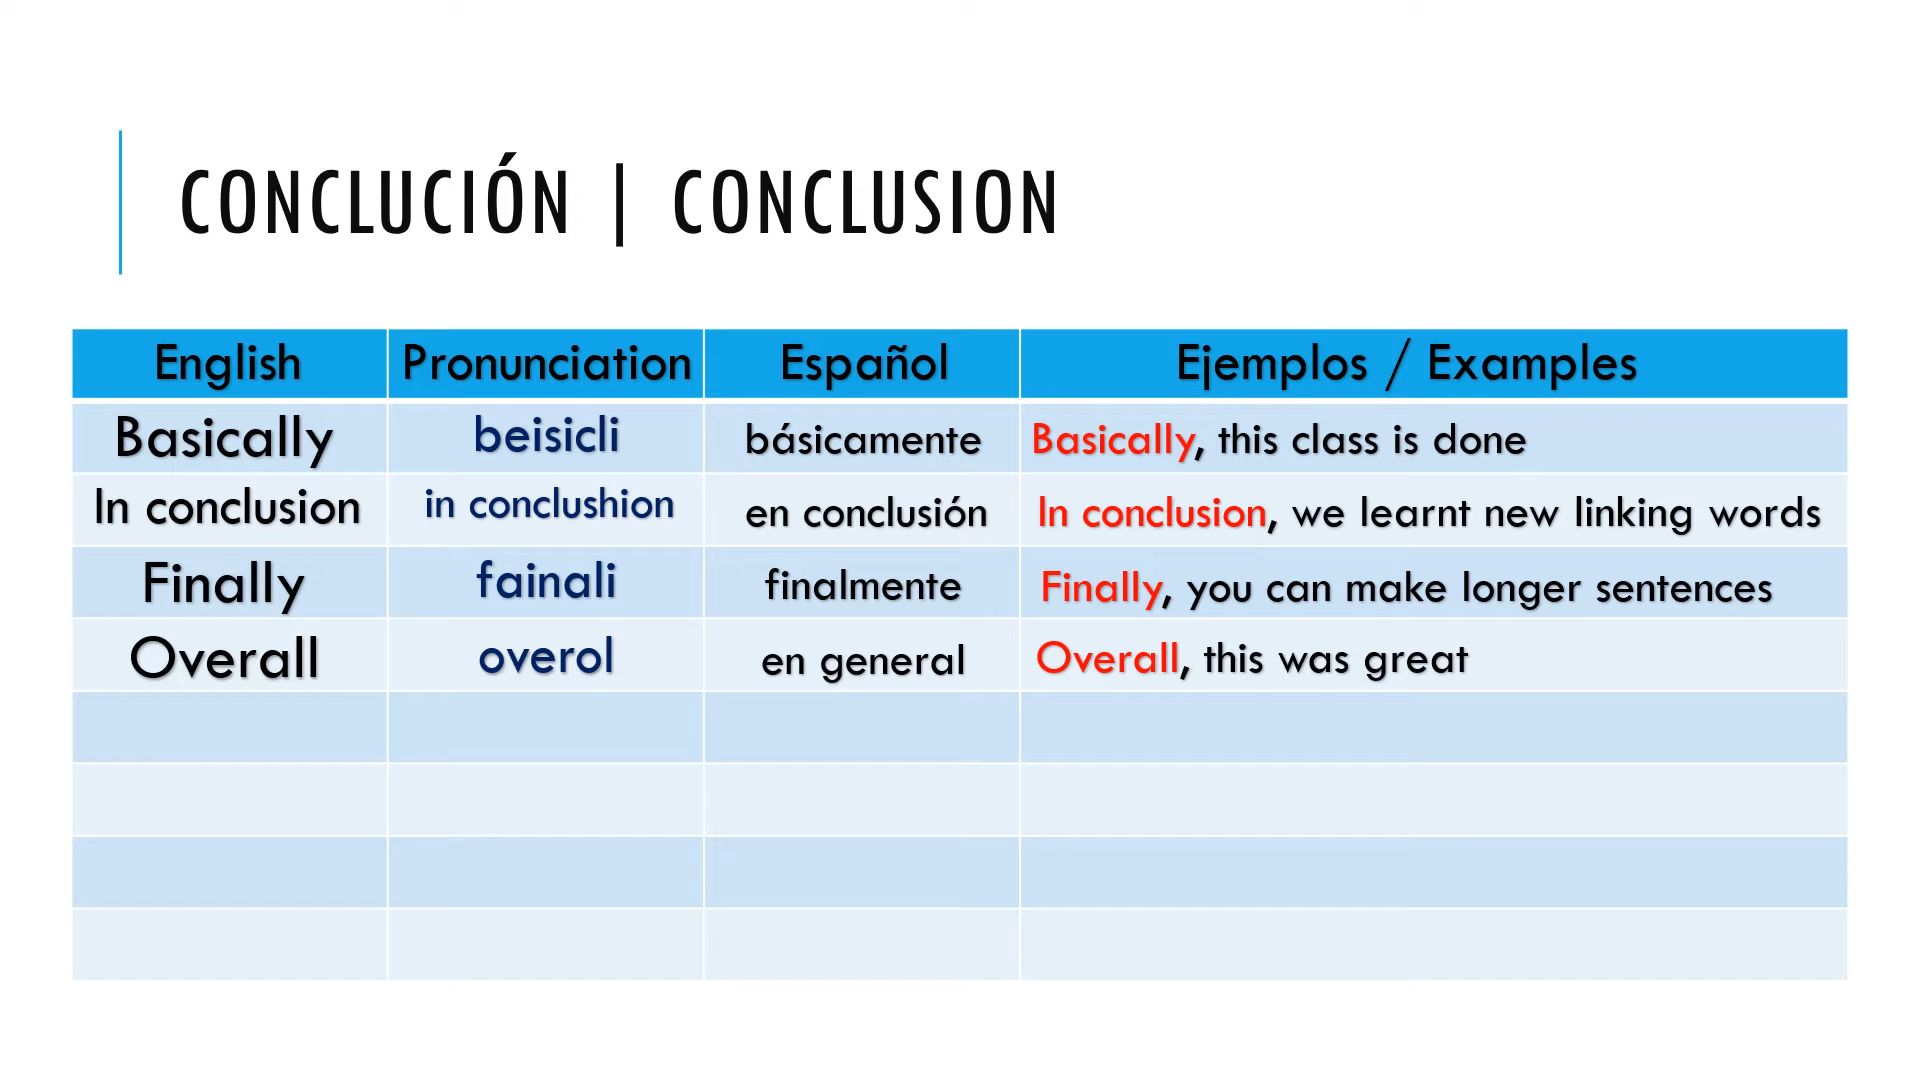 CONCLUCIÓN | CONCLUSION
English Pronunciation Español Ejemplos / Examples
Basically beisicli básicamente Basically, this class is done
In conclusion in conclushion en conclusión In conclusion, we learnt new linking words
Finally fainali finalmente Finally, you can make longer sentences
Overall overol en general Overall, this was great